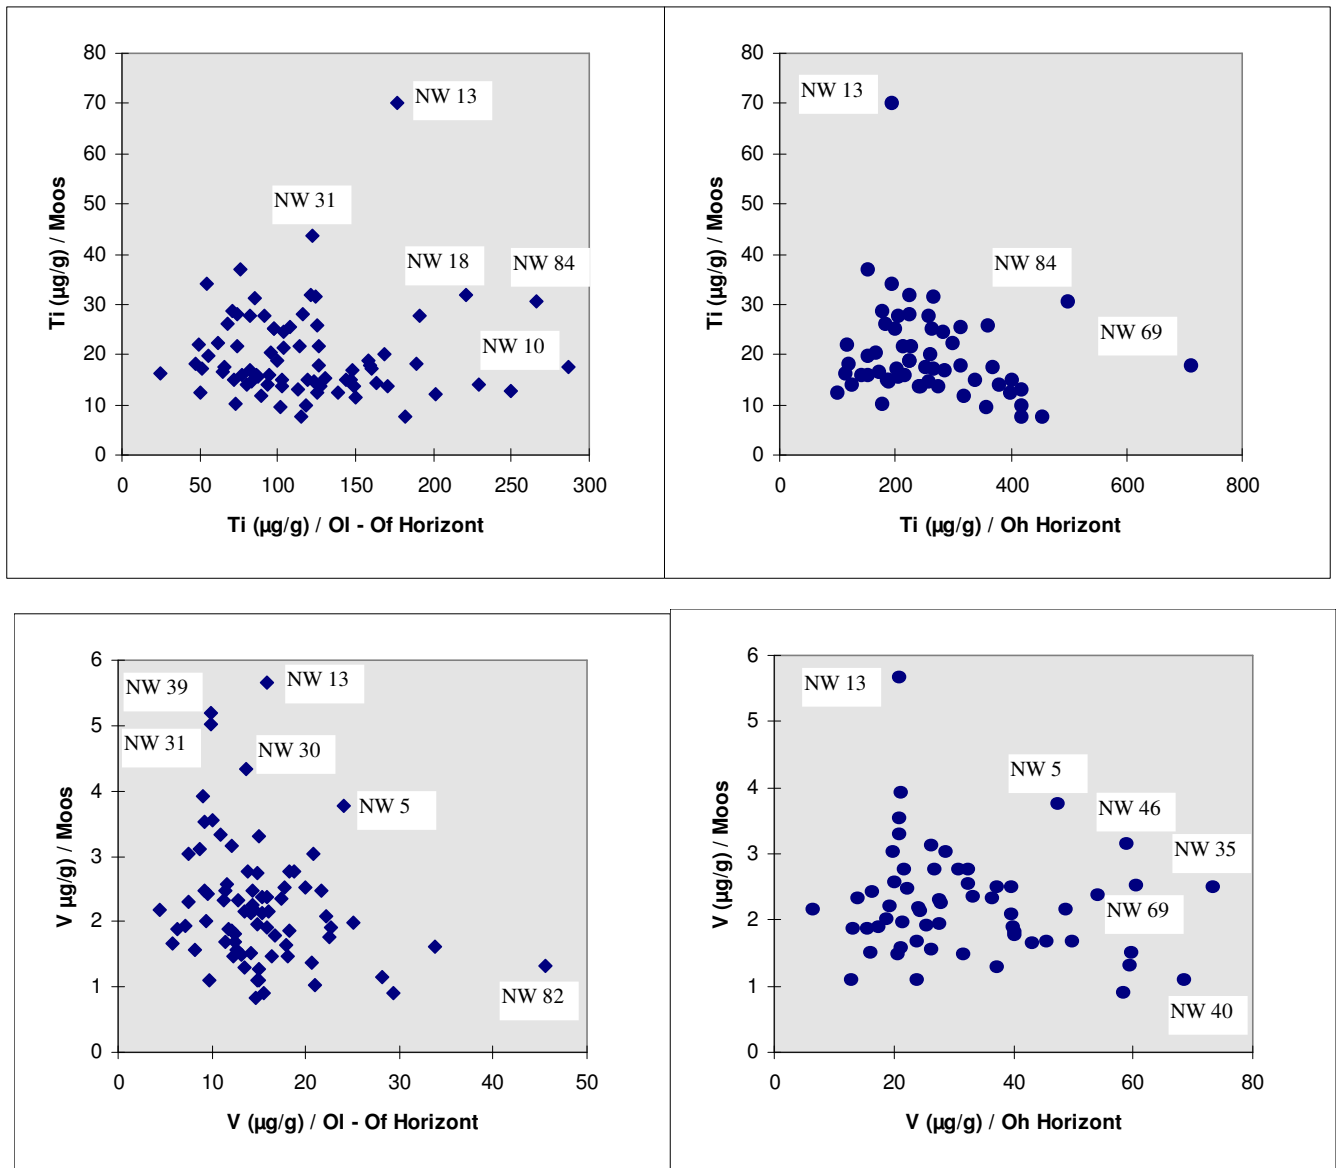 80
70
60
50
40
30
20
10
0
Ti (µg/g) / Moos
NW 13
NW 31
NW 18
NW 84
NW 10
0 50 100 150 200 250 300
Ti (µg/g) / Ol - Of Horizont
80
70
60
50
40
30
20
10
0
Ti (µg/g) / Moos
NW 13
NW 84
NW 69
0 200 400 600 800
Ti (µg/g) / Oh Horizont
6
5
4
3
2
1
0
V µg/g) / Moos
NW 39
NW 13
NW 31
NW 30
NW 5
NW 82
0 10 20 30 40 50
V (µg/g) / Ol - Of Horizont
6
5
4
3
2
1
0
V (µg/g) / Moos
NW 13
NW 5
NW 46
NW 35
NW 69
NW 40
0 20 40 60 80
V (µg/g) / Oh Horizont